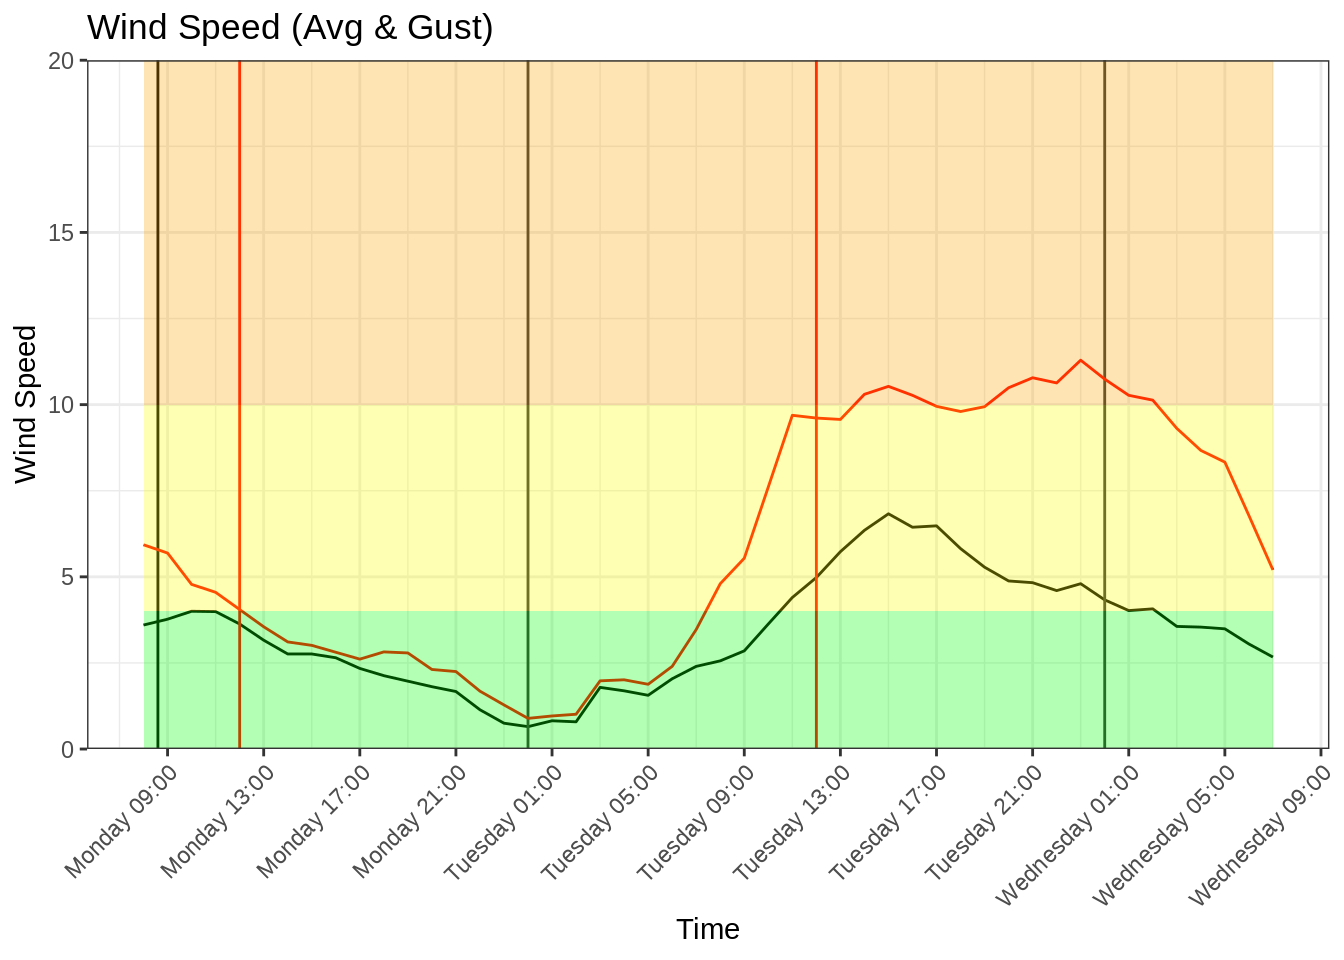 Wind Speed (Avg & Gust)
20
15
10
5
0
Wind Speed
Monday 09:00
Monday 13:00
Monday 17:00
Monday 21:00
Tuesday 01:00
Tuesday 05:00
Tuesday 09:00
Tuesday 13:00
Tuesday 17:00
Tuesday 21:00
Wednesday 01:00
Wednesday 05:00
Wednesday 09:00
Time